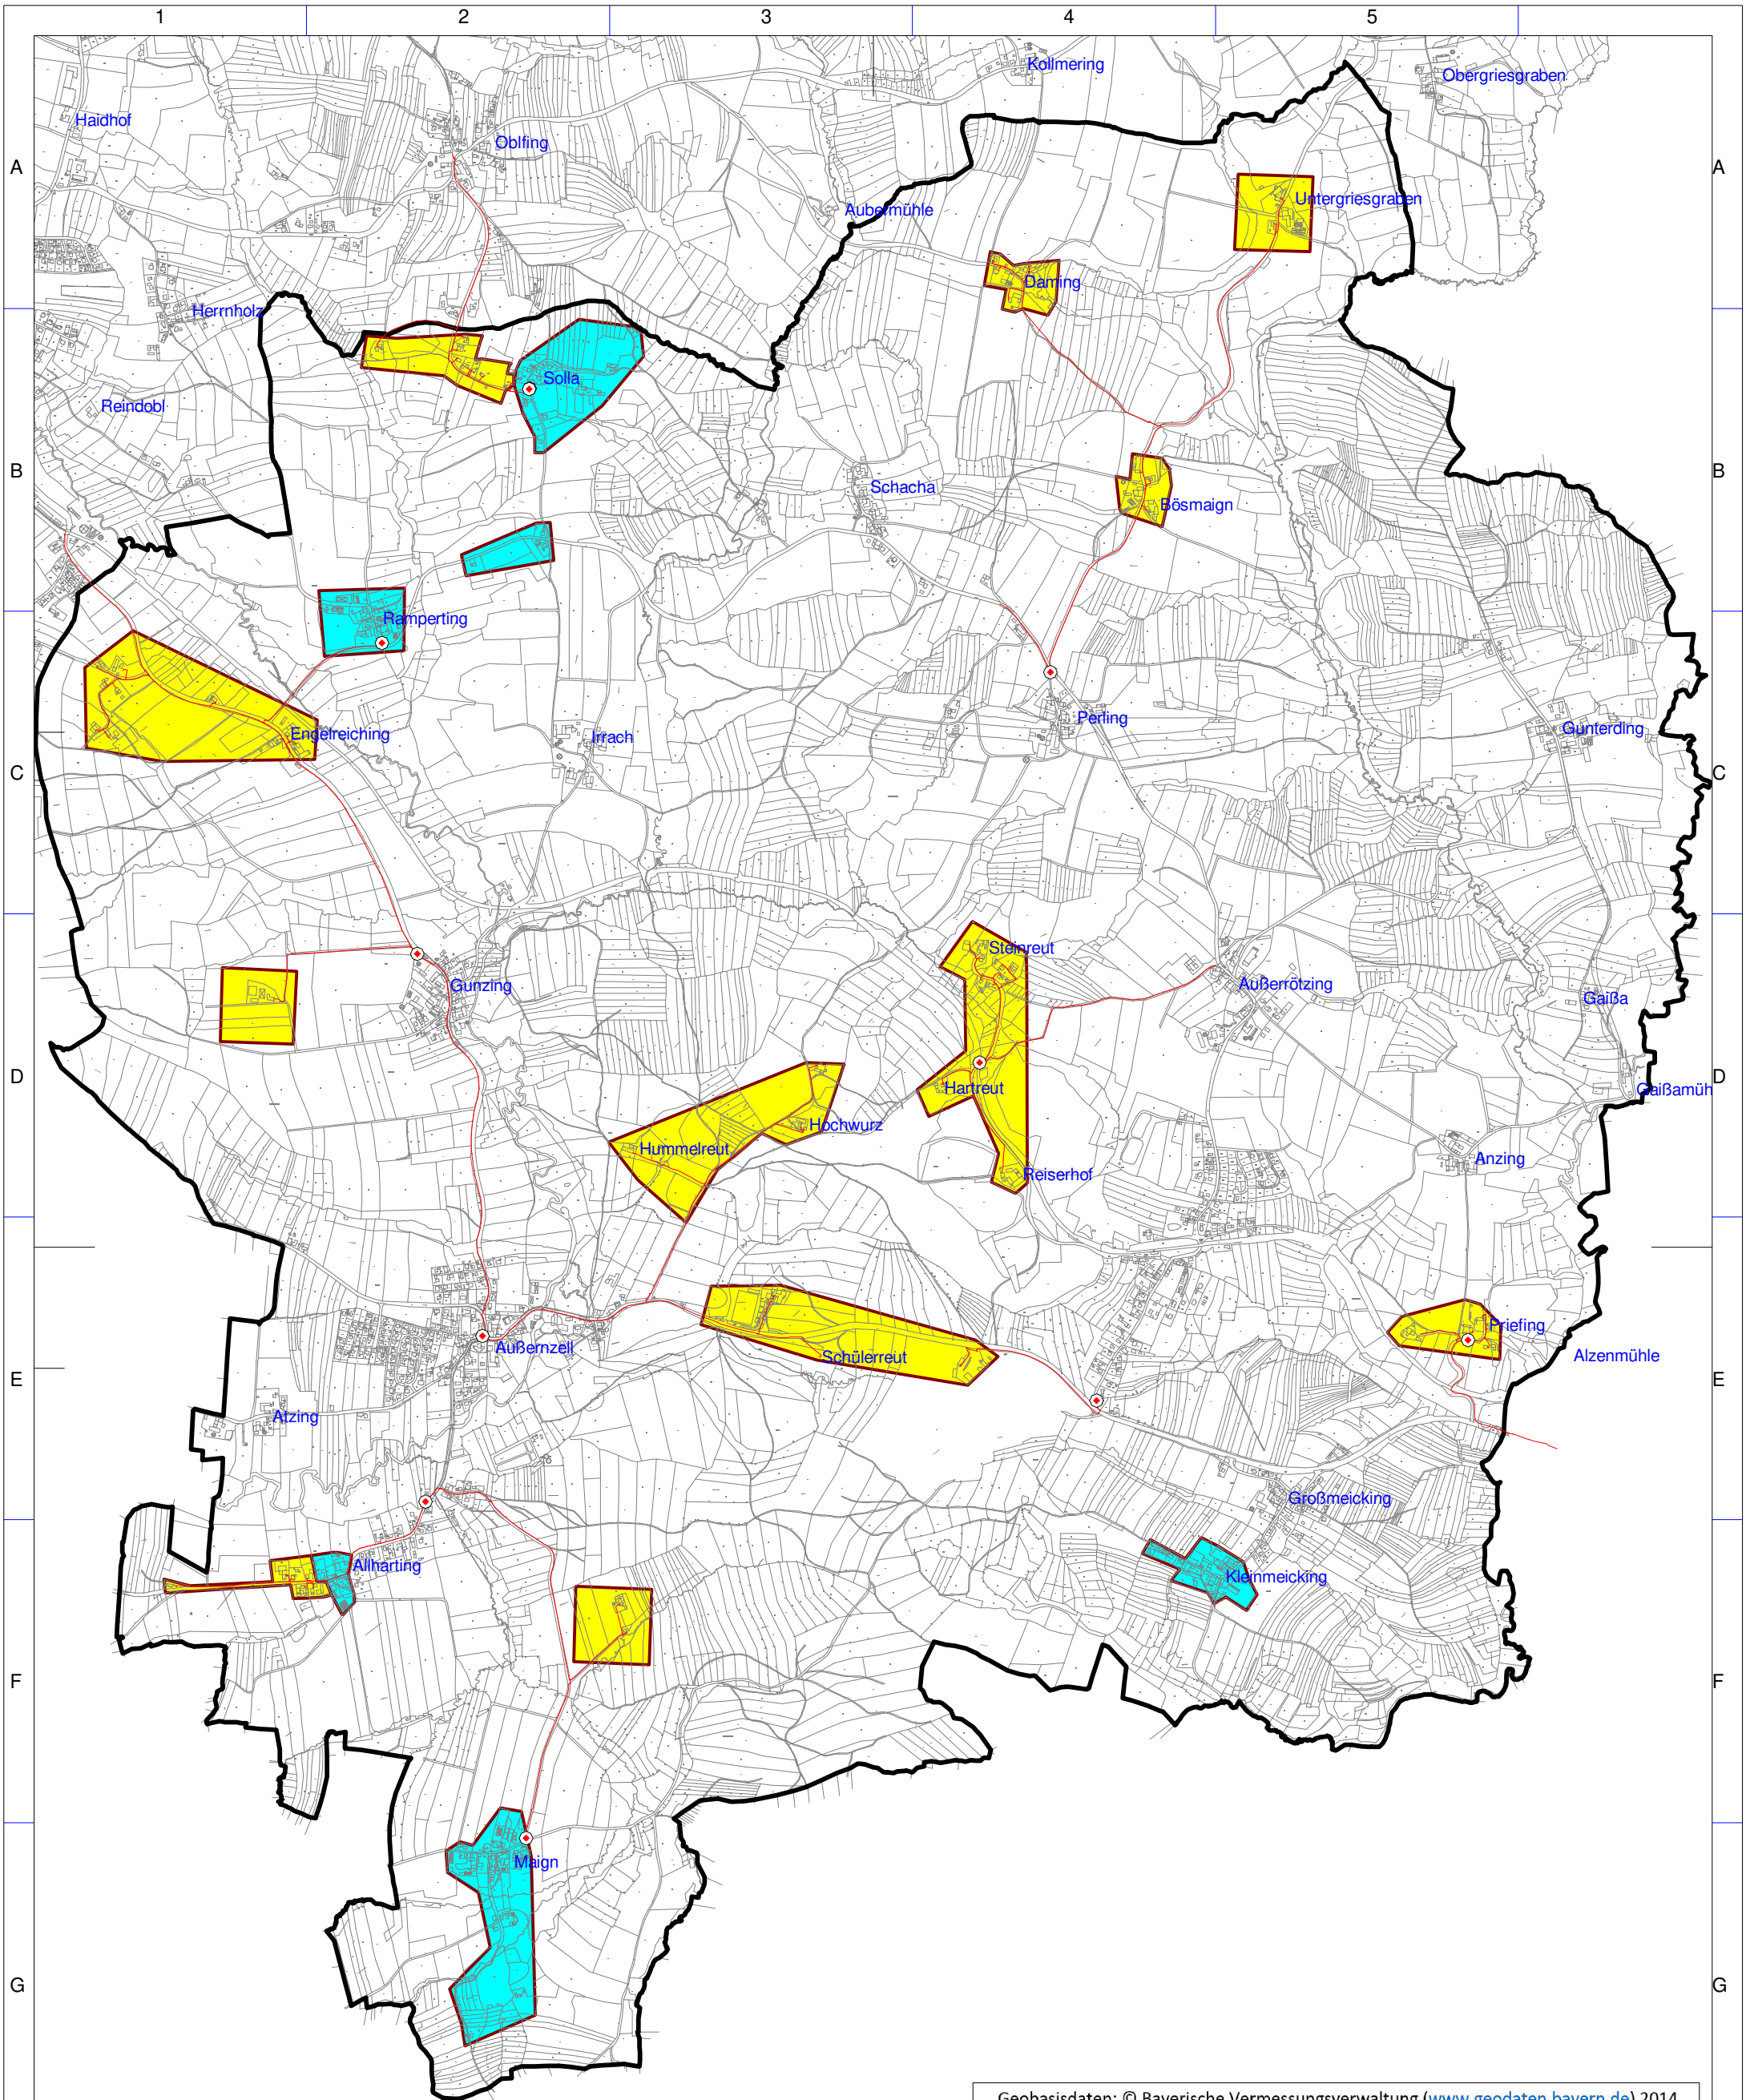 1 2 3 4 5
Kollmering
Obergriesgraben
Haidhof
Oblfing
A A
Untergriesgraben
Aubermühle
Daming
Herrnholz
Solla
Reindobl
B B
Schacha
Bösmaign
Ramperting
Perling
Gunterding
Engelreiching
Irrach
C C
Steinreut
Gunzing
Außerrötzing
Gaißa
D D
Hartreut
Gaißamüh
Hochwurz
Hummelreut
Anzing
Reiserhof
Priefing
Außernzell
Schülerreut
Alzenmühle
E E
Atzing
Großmeicking
Allharting
Kleinmeicking
F F
Maign
G G
Geobasisdaten: © Bayerische Vermessungsverwaltung (www.geodaten.bayern.de) 2014